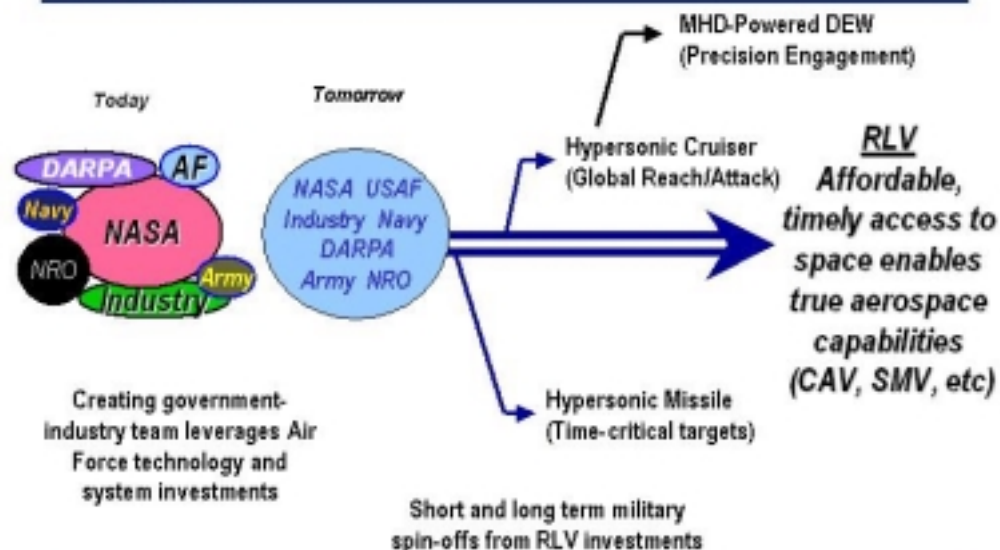 MHD-Powered DEW
(Precision Engagement)
Today
Tomorrow
DARPA
AF
Navy
NASA
NRO
Army
Industry
NASA USAF
Industry Navy
DARPA
Army NRO
Hypersonic Cruiser
(Global Reach/Attack)
RLV
Affordable,
timely access to
space enables
true aerospace
capabilities
(CAV, SMV, etc)
Hypersonic Missile
(Time-critical targets)
Creating government-
industry team leverages Air
Force technology and
system investments
Short and long term military
spin-offs from RLV investments